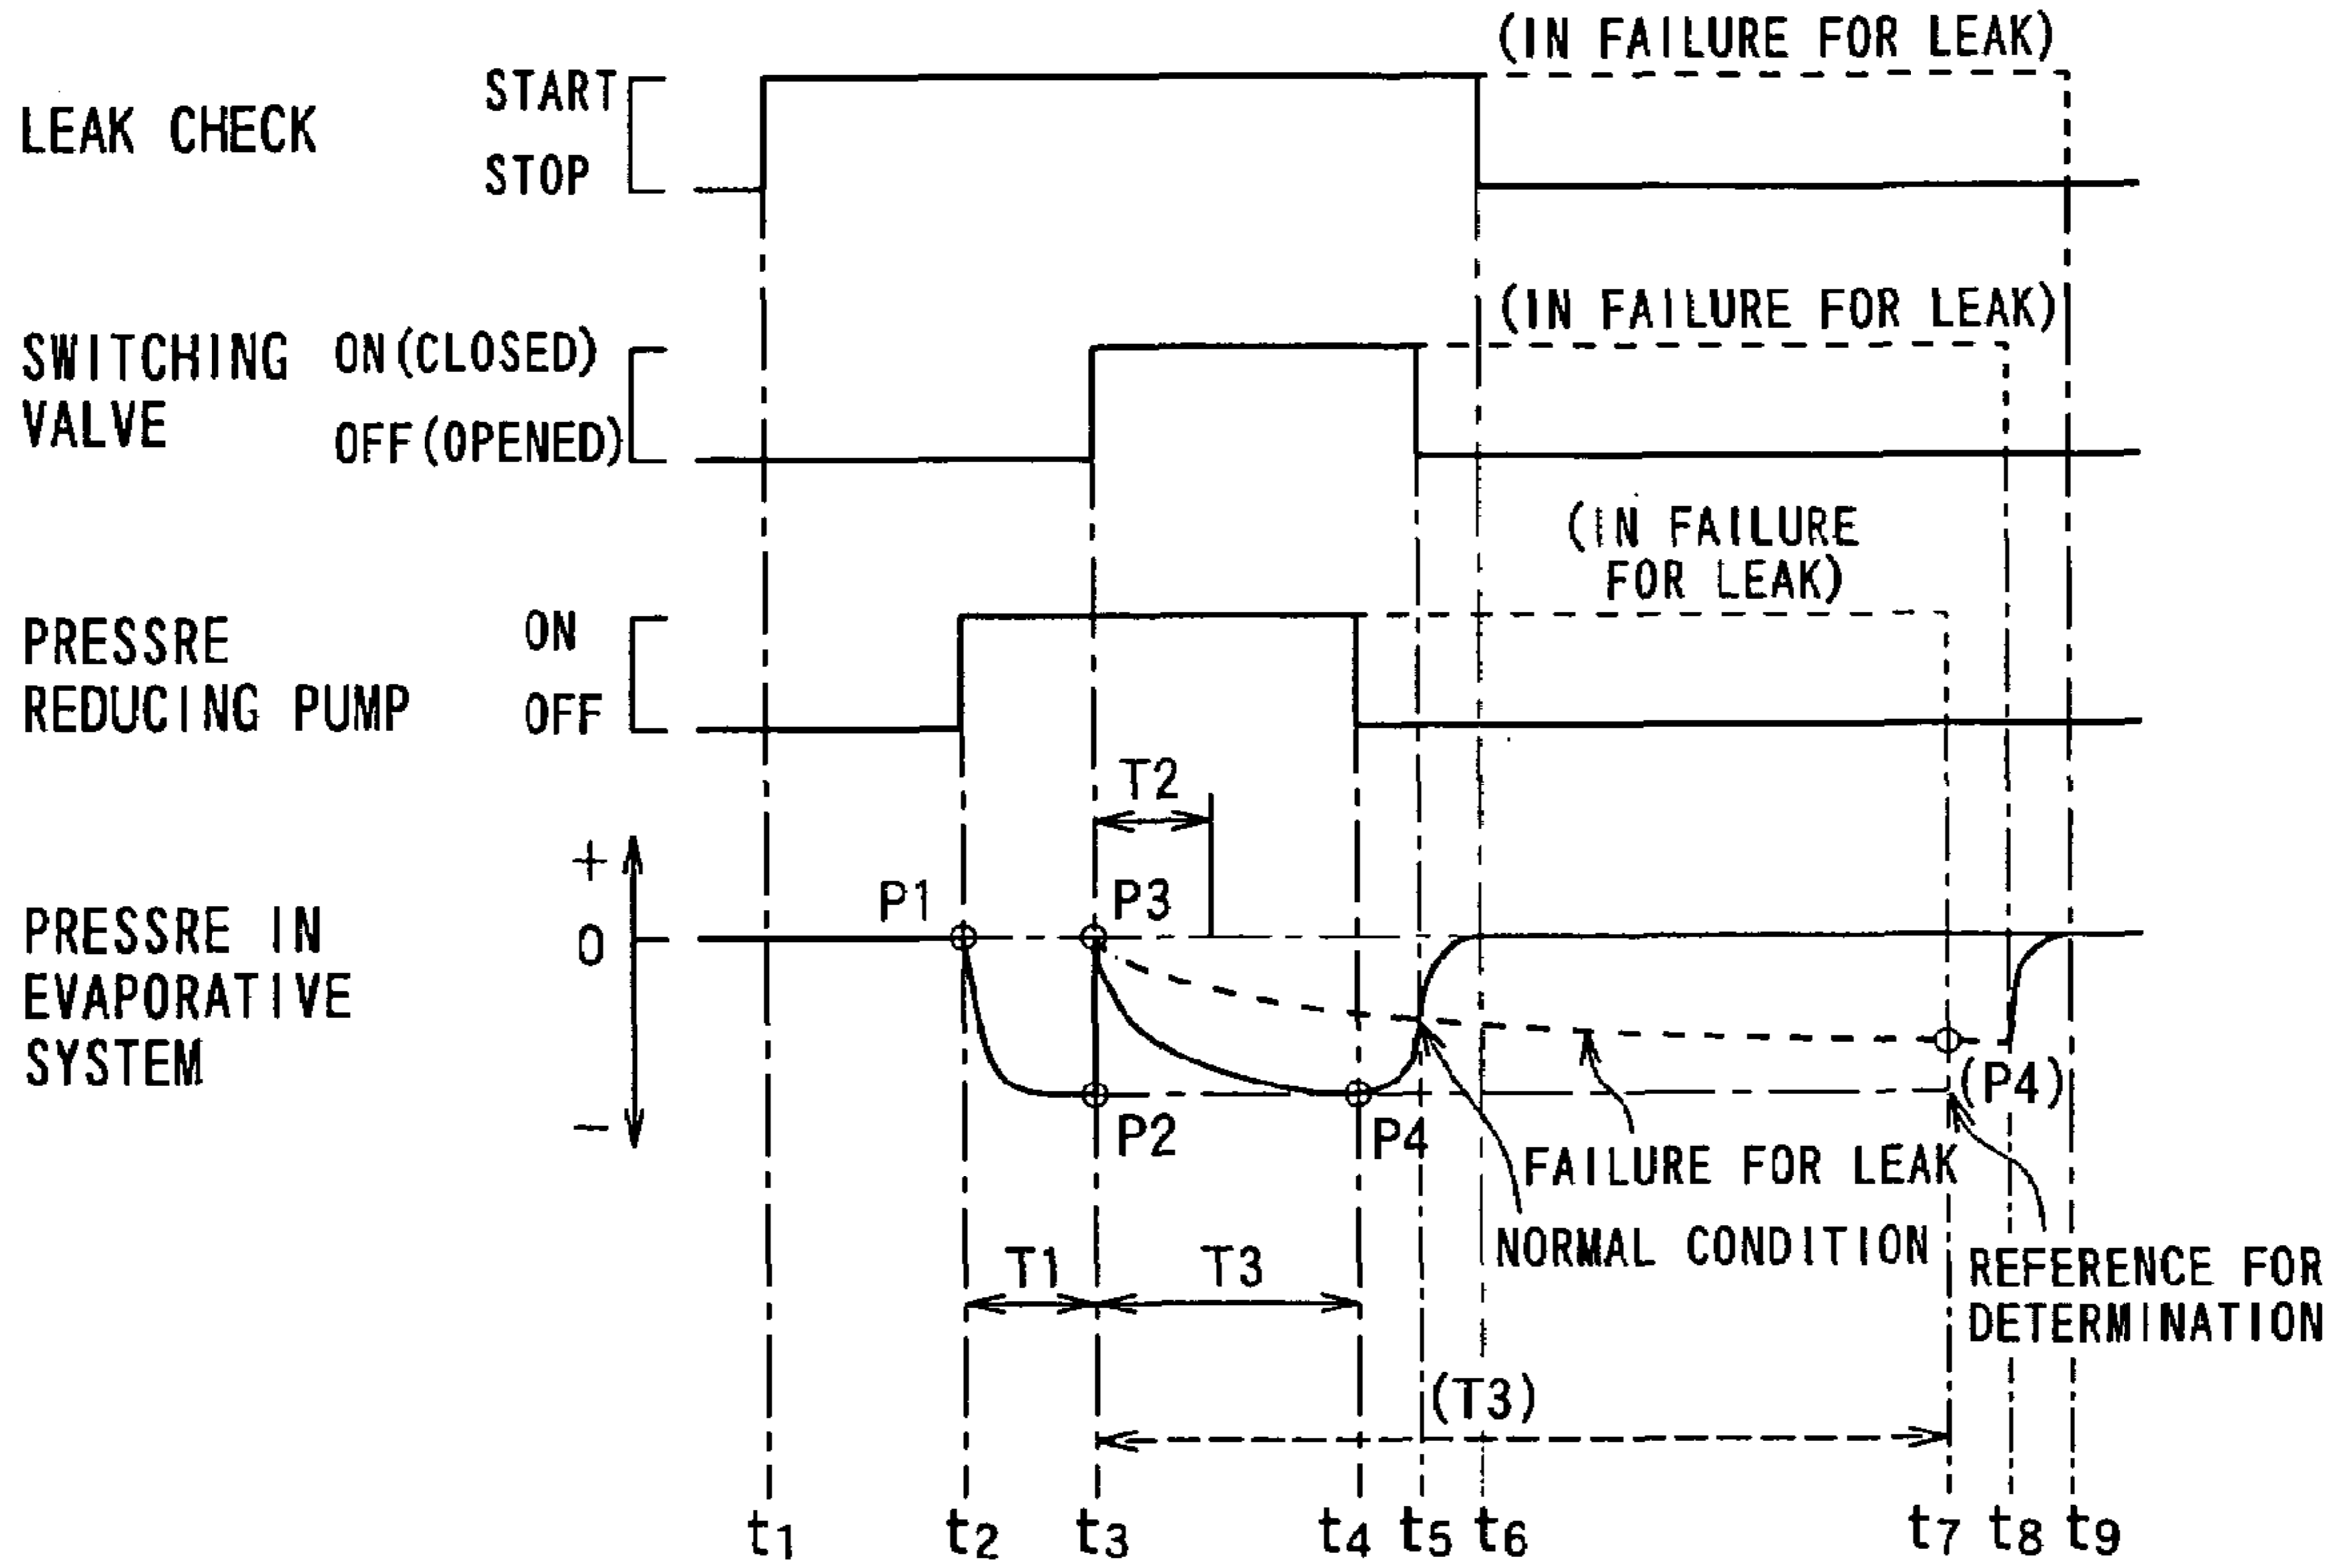 (IN FAILURE FOR LEAK)
START
LEAK CHECK
STOP
(IN FAILURE FOR LEAK)
SWITCHING ON(CLOSED)
VALVE OFF(OPENED)
(IN FAILURE
FOR LEAK)
PRESSRE ON
REDUCING PUMP OFF
T2
+
P1 P3
PRESSRE IN 0
EVAPORATIVE
SYSTEM
(P4)
− P2 P4
FAILURE FOR LEAK
NORMAL CONDITION
T1 T3
REFERENCE FOR
DETERMINATION
(T3)
t1 t2 t3 t4 t5 t6 t7 t8 t9